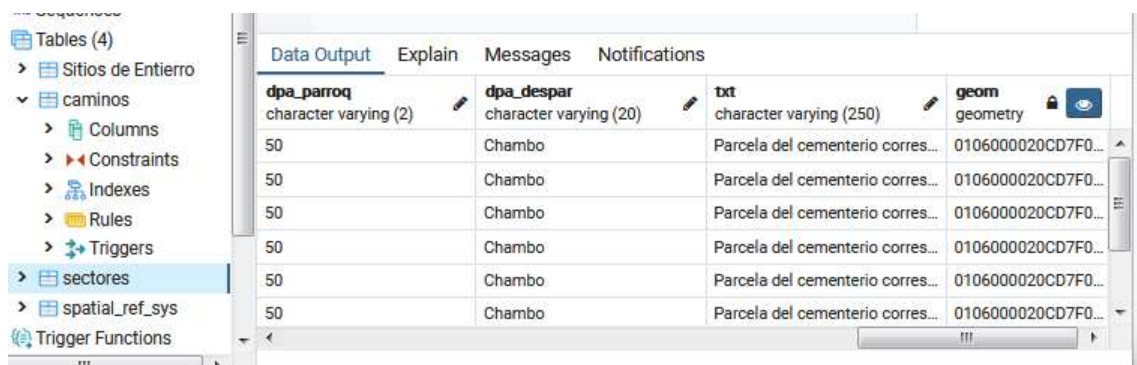 Tables (4)
Sitios de Entierro
caminos
Columns
Constraints
Indexes
Rules
Triggers
sectores
spatial_ref_sys
Trigger Functions
Data Output Explain Messages Notifications
dpa_parroq dpa_despar txt geom
character varying (2) character varying (20) character varying (250) geometry
50 Chambo Parcela del cementerio corres... 0106000020CD7F0...
50 Chambo Parcela del cementerio corres... 0106000020CD7F0...
50 Chambo Parcela del cementerio corres... 0106000020CD7F0...
50 Chambo Parcela del cementerio corres... 0106000020CD7F0...
50 Chambo Parcela del cementerio corres... 0106000020CD7F0...
50 Chambo Parcela del cementerio corres... 0106000020CD7F0...